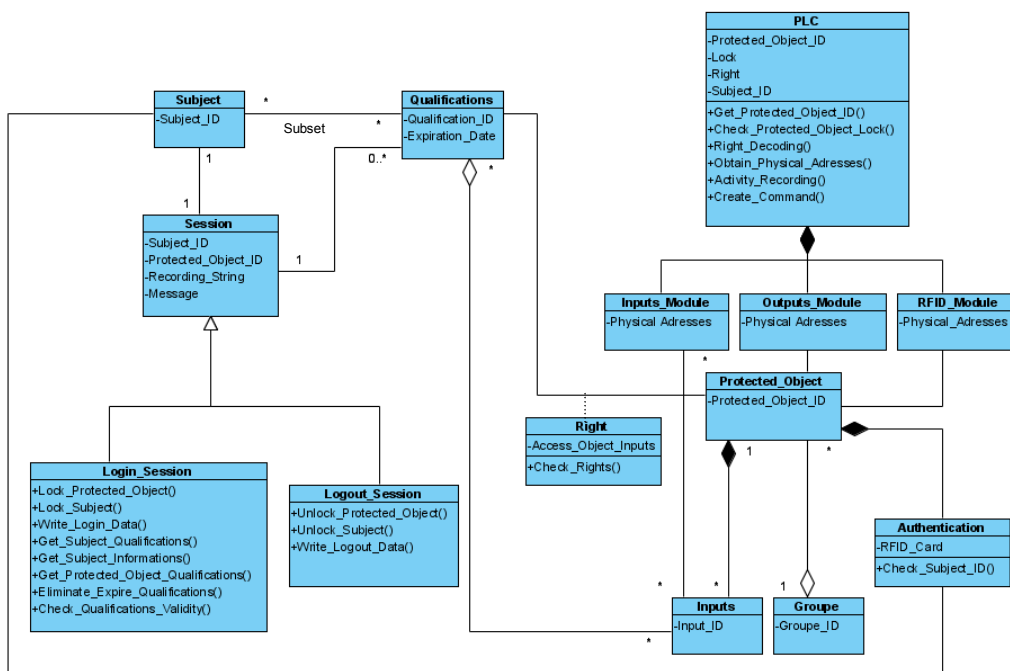 PLC
-Protected_Object_ID
-Lock
-Right
-Subject_ID
+Get_Protected_Object_ID()
+Check_Protected_Object_Lock()
+Right_Decoding()
+Obtain_Physical_Adresses()
+Activity_Recording()
+Create_Command()
Subject
-Subject_ID
*
Subset
*
Qualifications
-Qualification_ID
-Expiration_Date
1
0..*
*
1
Session
-Subject_ID
-Protected_Object_ID
-Recording_String
-Message
1
Inputs_Module
-Physical Adresses
Outputs_Module
-Physical Adresses
RFID_Module
-Physical_Adresses
*
Protected_Object
-Protected_Object_ID
Right
-Access_Object_Inputs
+Check_Rights()
1
*
Login_Session
+Lock_Protected_Object()
+Lock_Subject()
+Write_Login_Data()
+Get_Subject_Qualifications()
+Get_Subject_Informations()
+Get_Protected_Object_Qualifications()
+Eliminate_Expire_Qualifications()
+Check_Qualifications_Validity()
Logout_Session
+Unlock_Protected_Object()
+Unlock_Subject()
+Write_Logout_Data()
Authentication
-RFID_Card
+Check_Subject_ID()
*
*
1
Inputs
-Input_ID
*
Groupe
-Groupe_ID